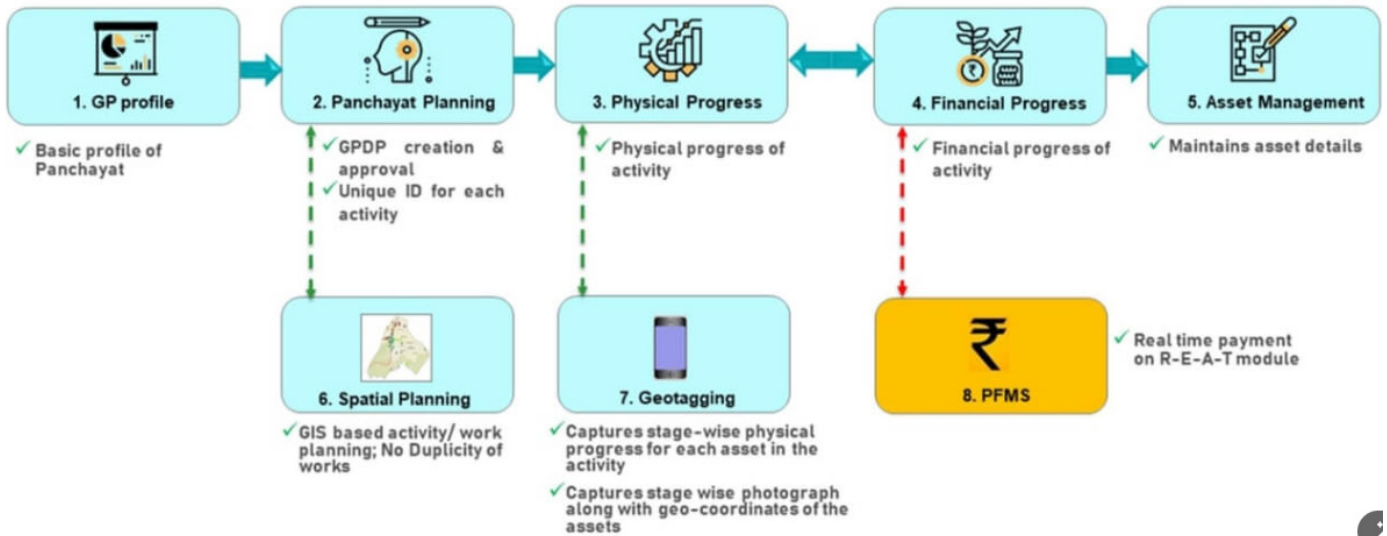 1. GP profile
2. Panchayat Planning
3. Physical Progress
4. Financial Progress
5. Asset Management
Basic profile of
Panchayat
GPDP creation &
approval
Unique ID for each
activity
Physical progress of
activity
Financial progress of
activity
Maintains asset details
6. Spatial Planning
7. Geotagging
₹
8. PFMS
Real time payment
on R-E-A-T module
GIS based activity/ work
planning; No Duplicity of
works
Captures stage-wise physical
progress for each asset in the
activity
Captures stage wise photograph
along with geo-coordinates of the
assets